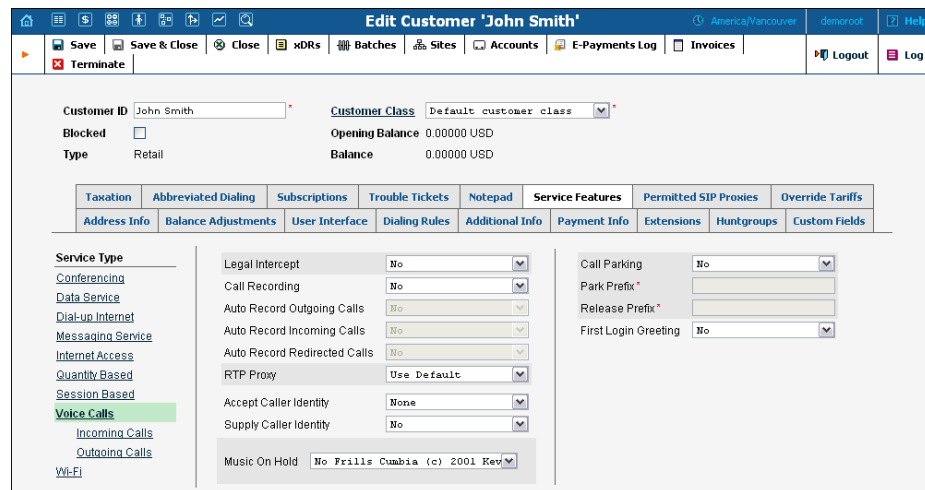 Edit Customer 'John Smith'
America/Vancouver
demoroot
Help
Save
Save & Close
Close
xDRs
Batches
Sites
Accounts
E-Payments Log
Invoices
Terminate
Logout
Log
Customer ID John Smith *
Customer Class Default customer class *
Blocked
Opening Balance 0.00000 USD
Type Retail
Balance 0.00000 USD
Taxation
Abbreviated Dialing
Subscriptions
Trouble Tickets
Notepad
Service Features
Permitted SIP Proxies
Override Tariffs
Address Info
Balance Adjustments
User Interface
Dialing Rules
Additional Info
Payment Info
Extensions
Huntgroups
Custom Fields
Service Type
Conferencing
Data Service
Dial-up Internet
Messaging Service
Internet Access
Quantity Based
Session Based
Voice Calls
Incoming Calls
Outgoing Calls
Wi-Fi
Legal Intercept No
Call Recording No
Auto Record Outgoing Calls No
Auto Record Incoming Calls No
Auto Record Redirected Calls No
RTP Proxy Use Default
Accept Caller Identity None
Supply Caller Identity No
Music On Hold No Frills Cumbia (c) 2001 Kev
Call Parking No
Park Prefix *
Release Prefix *
First Login Greeting No